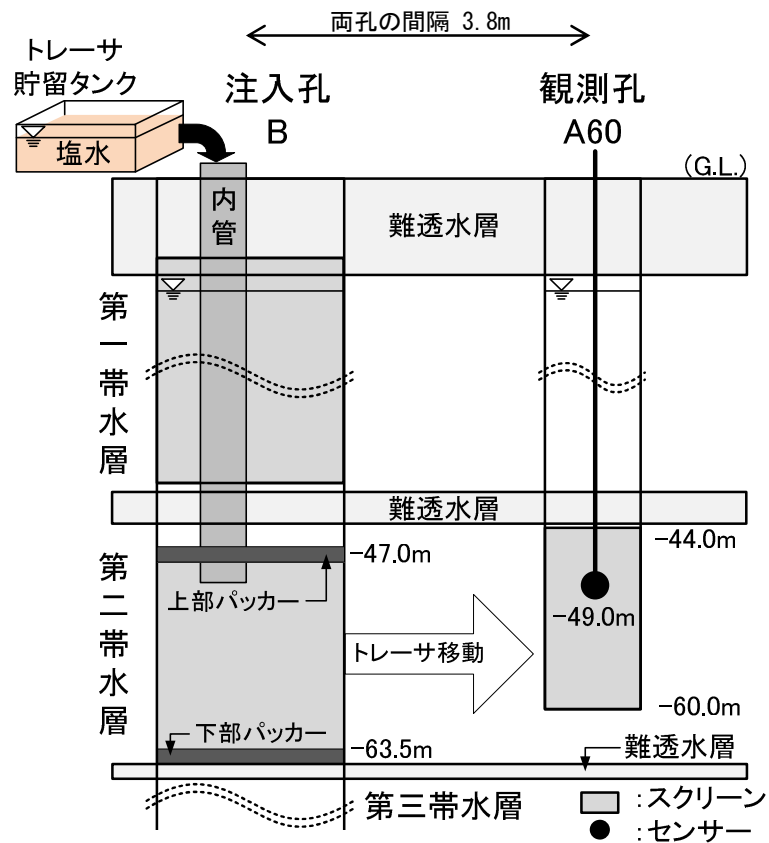 両孔の間隔 3.8m
トレーサ
貯留タンク
塩水
注入孔
B
観測孔
A60
(G.L.)
内管
難透水層
第一帯水層
難透水層
-44.0m
-47.0m
上部パッカー
-49.0m
第二帯水層
トレーサ移動
-60.0m
下部パッカー
-63.5m
難透水層
第三帯水層
:スクリーン
:センサー